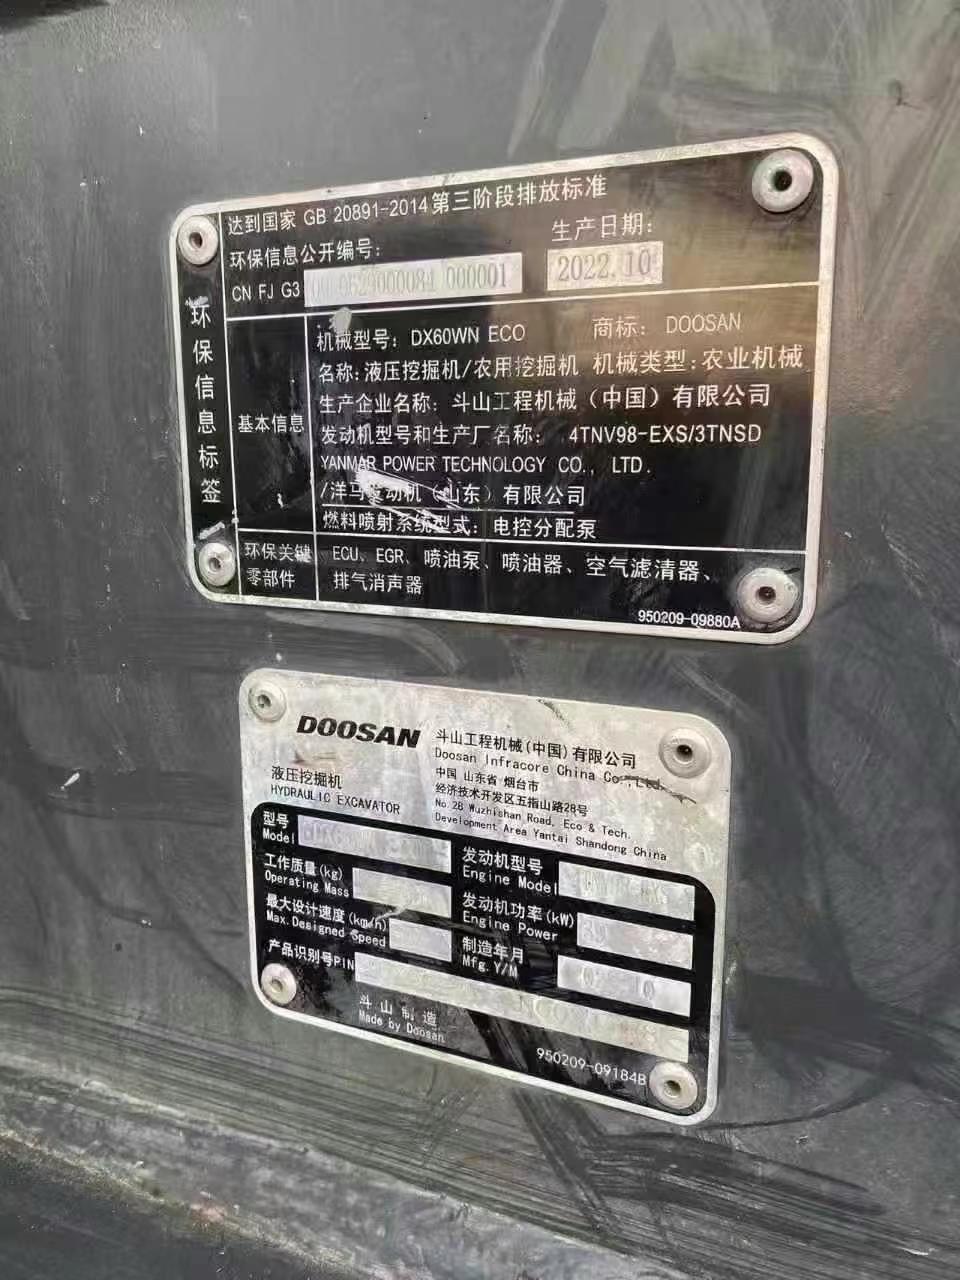 达到国家 GB 20891-2014第三阶段排放标准
环保信息公开编号:
生产日期:
CN FJ G3 0629000084 000001
2022.10
环保信息标签
基本信息
机械型号: DX60WN ECO 商标: DOOSAN
名称:液压挖掘机/农用挖掘机 机械类型:农业机械
生产企业名称: 斗山工程机械(中国)有限公司
发动机型号和生产厂名称: 4TNV98-EXS/3TNSD
YANMAR POWER TECHNOLOGY CO., LTD.
/洋马发动机(山东)有限公司
燃料喷射系统型式: 电控分配泵
环保关键零部件
ECU、EGR、喷油泵、喷油器、空气滤清器、
排气消声器
950209-09880A
DOOSAN
斗山工程机械(中国)有限公司
Doosan Infracore China Co.,Ltd.
中国 山东省 烟台市
经济技术开发区五指山路28号
No.28 Wuzhishan Road, Eco & Tech.
Development Area Yantai Shandong China
液压挖掘机
HYDRAULIC EXCAVATOR
型号
Model
工作质量(kg)
Operating Mass
最大设计速度(km/h)
Max.Designed Speed
产品识别号PIN
发动机型号
Engine Model
发动机功率(kW)
Engine Power
制造年月
Mfg.Y/M
斗山制造
Made by Doosan
950209-09184B